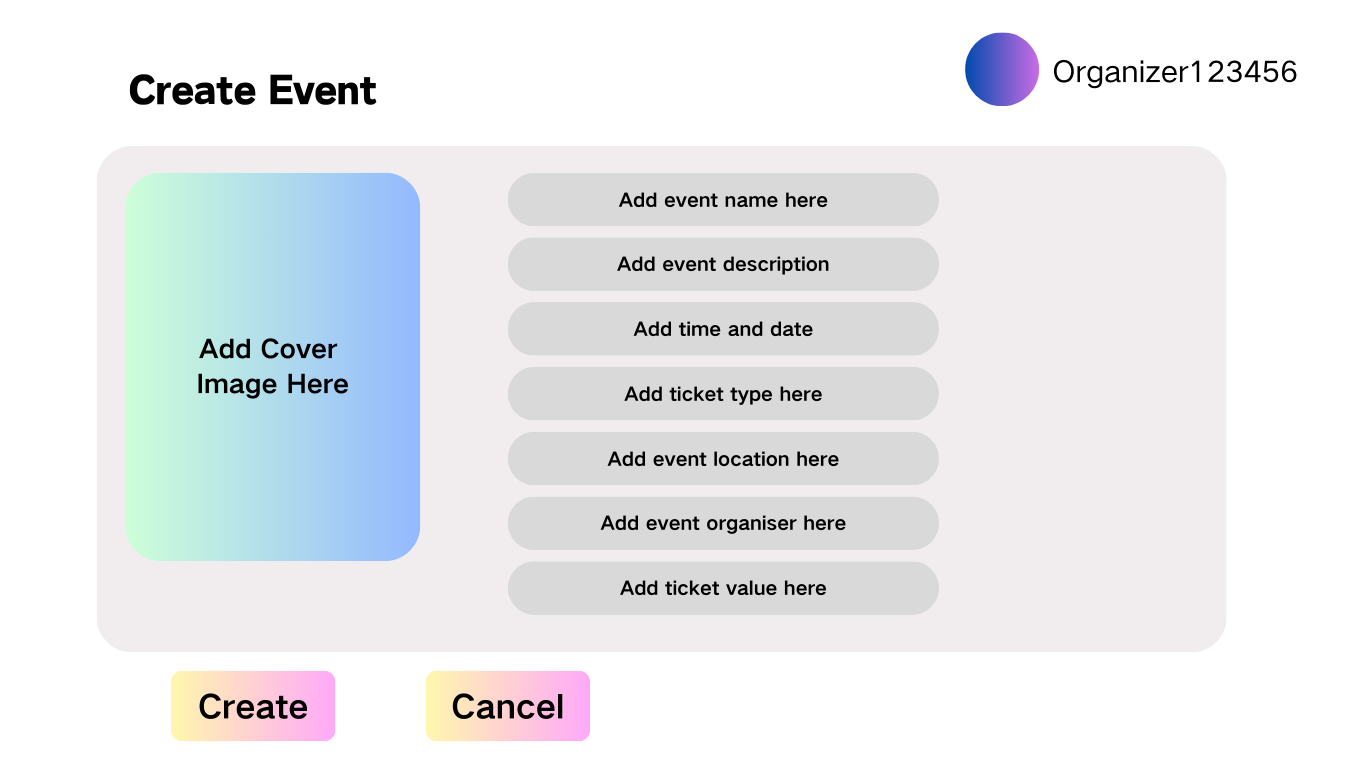 Create Event
Organizer123456
Add Cover
Image Here
Add event name here
Add event description
Add time and date
Add ticket type here
Add event location here
Add event organiser here
Add ticket value here
Create
Cancel